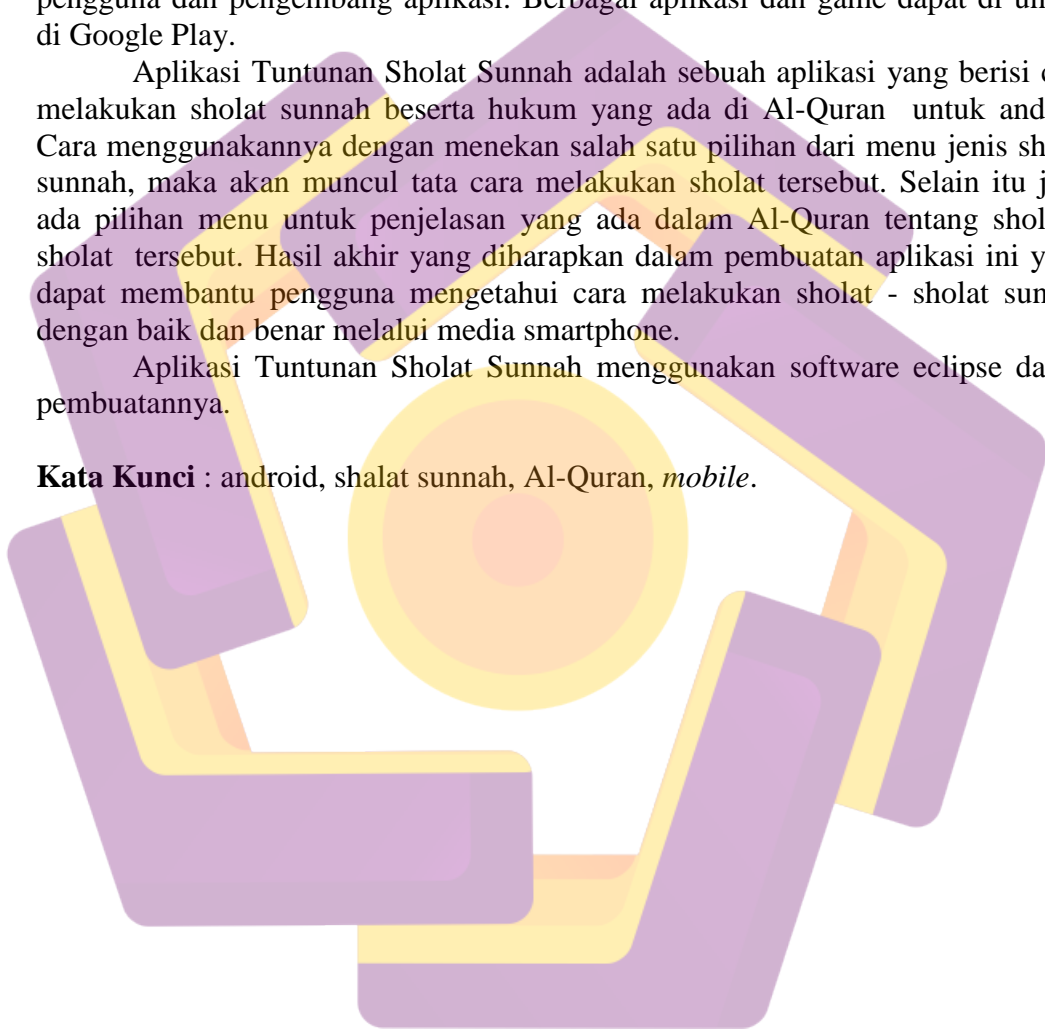 pengguna dan pengembang aplikasi. Berbagai aplikasi dan game dapat di
di Google Play.
Aplikasi Tuntunan Sholat Sunnah adalah sebuah aplikasi yang berisi
melakukan sholat sunnah beserta hukum yang ada di Al-Quran untuk
Cara menggunakannya dengan menekan salah satu pilihan dari menu jenis
sunnah, maka akan muncul tata cara melakukan sholat tersebut. Selain itu
ada pilihan menu untuk penjelasan yang ada dalam Al-Quran tentang
sholat tersebut. Hasil akhir yang diharapkan dalam pembuatan aplikasi ini
dapat membantu pengguna mengetahui cara melakukan sholat - sholat
dengan baik dan benar melalui media smartphone.
Aplikasi Tuntunan Sholat Sunnah menggunakan software eclipse
pembuatannya.
Kata Kunci : android, shalat sunnah, Al-Quran, mobile.